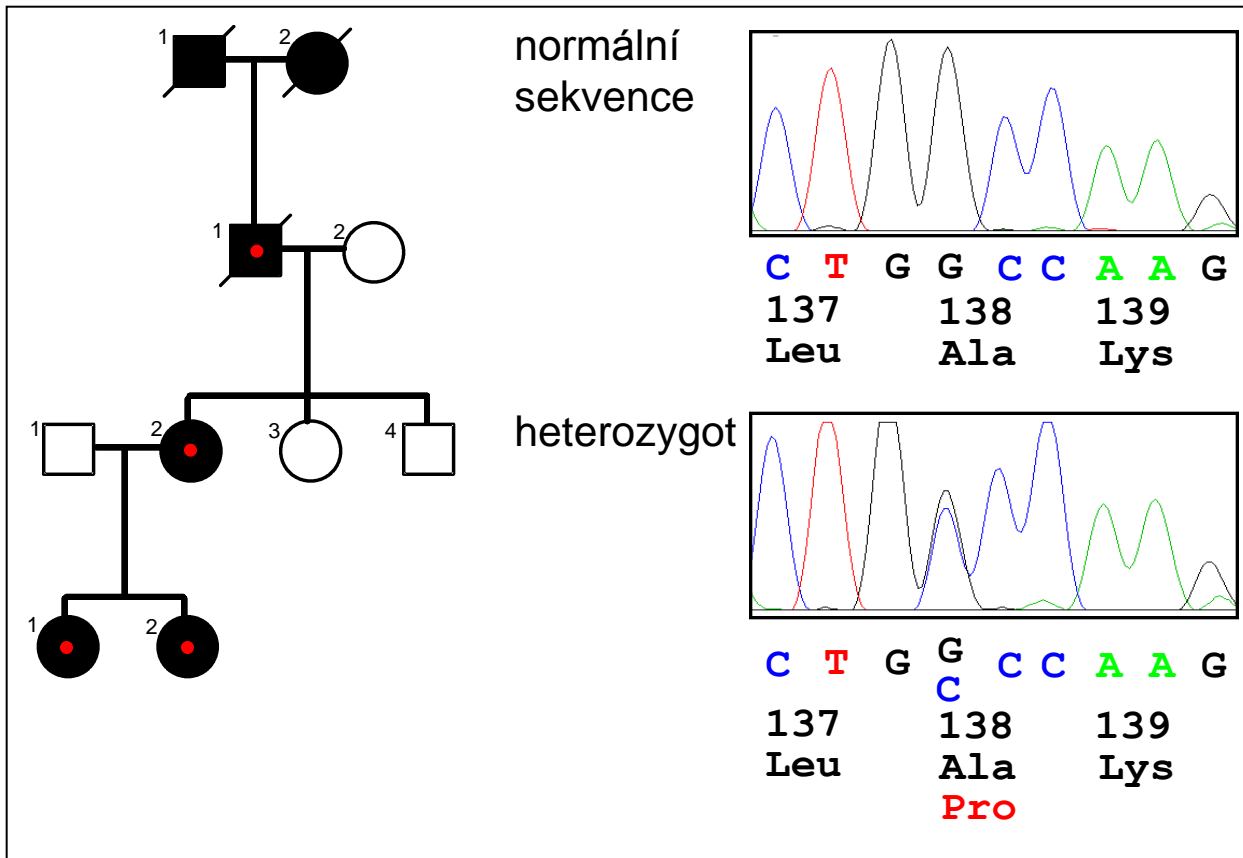 1 2
1 2
1 2 3 4
1 2
normální
sekvence
C T G G C C A A G
137 138 139
Leu Ala Lys
heterozygot
C T G G C C A A G
C
137 138 139
Leu Ala Lys
Pro